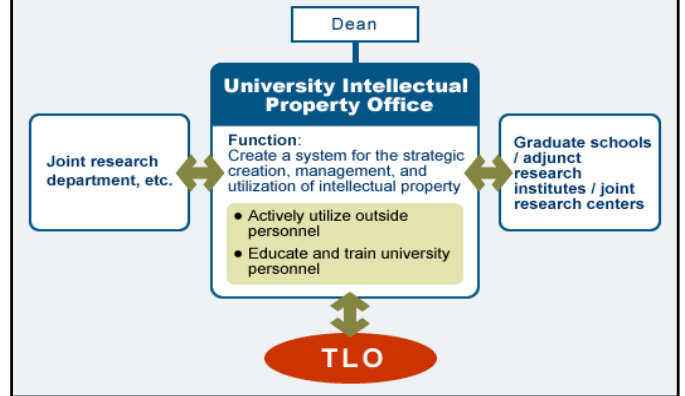 Dean
University Intellectual
Property Office
Function:
Create a system for the strategic
creation, management, and
utilization of intellectual property
● Actively utilize outside
personnel
● Educate and train university
personnel
Joint research
department, etc.
Graduate schools
/ adjunct
research
institutes / joint
research centers
TLO